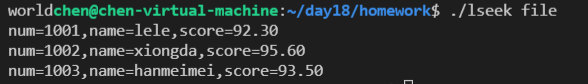 worldchen@chen-virtual-machine:~/day18/homework$ ./lseek file
num=1001,name=lele,score=92.30
num=1002,name=xiongda,score=95.60
num=1003,name=hanmeimei,score=93.50